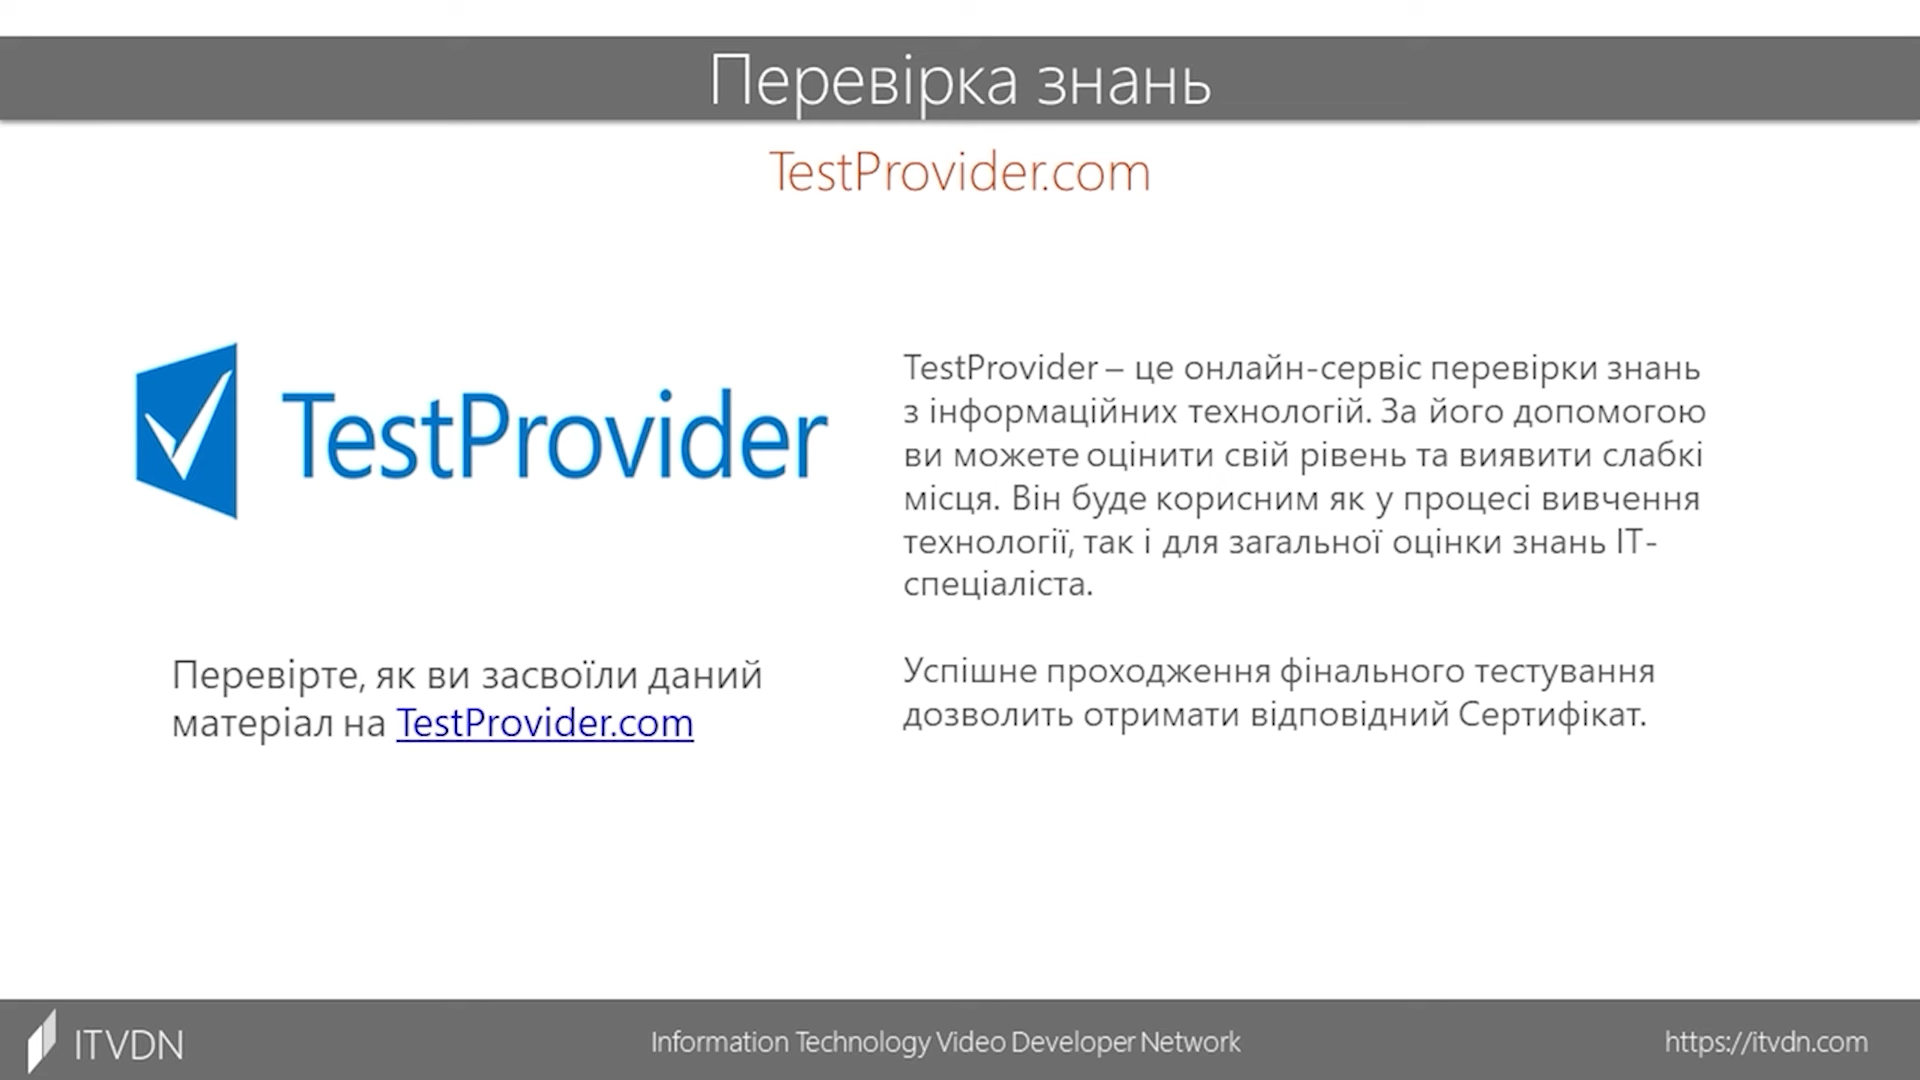 Перевірка знань
TestProvider.com
TestProvider
Перевірте, як ви засвоїли даний
матеріал на TestProvider.com
TestProvider – це онлайн-сервіс перевірки знань
з інформаційних технологій. За його допомогою
ви можете оцінити свій рівень та виявити слабкі
місця. Він буде корисним як у процесі вивчення
технології, так і для загальної оцінки знань ІТ-
спеціаліста.
Успішне проходження фінального тестування
дозволить отримати відповідний Сертифікат.
ITVDN
Information Technology Video Developer Network
https://itvdn.com